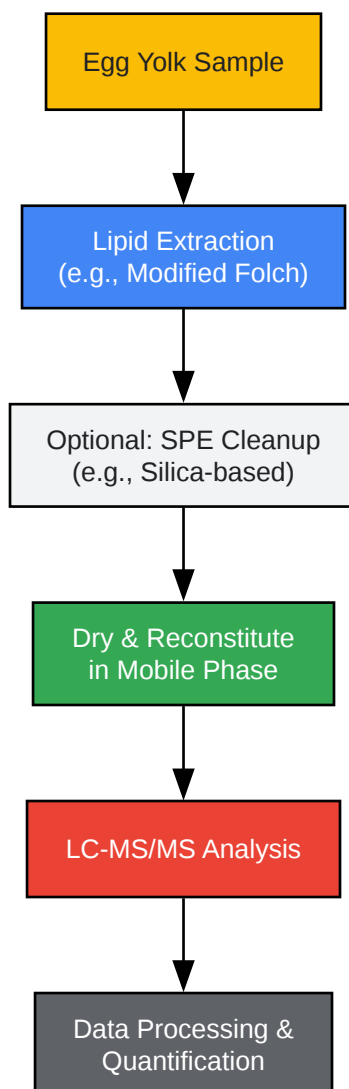 Egg Yolk Sample
Lipid Extraction
(e.g., Modified Folch)
Optional: SPE Cleanup
(e.g., Silica-based)
Dry & Reconstitute
in Mobile Phase
LC-MS/MS Analysis
Data Processing &
Quantification